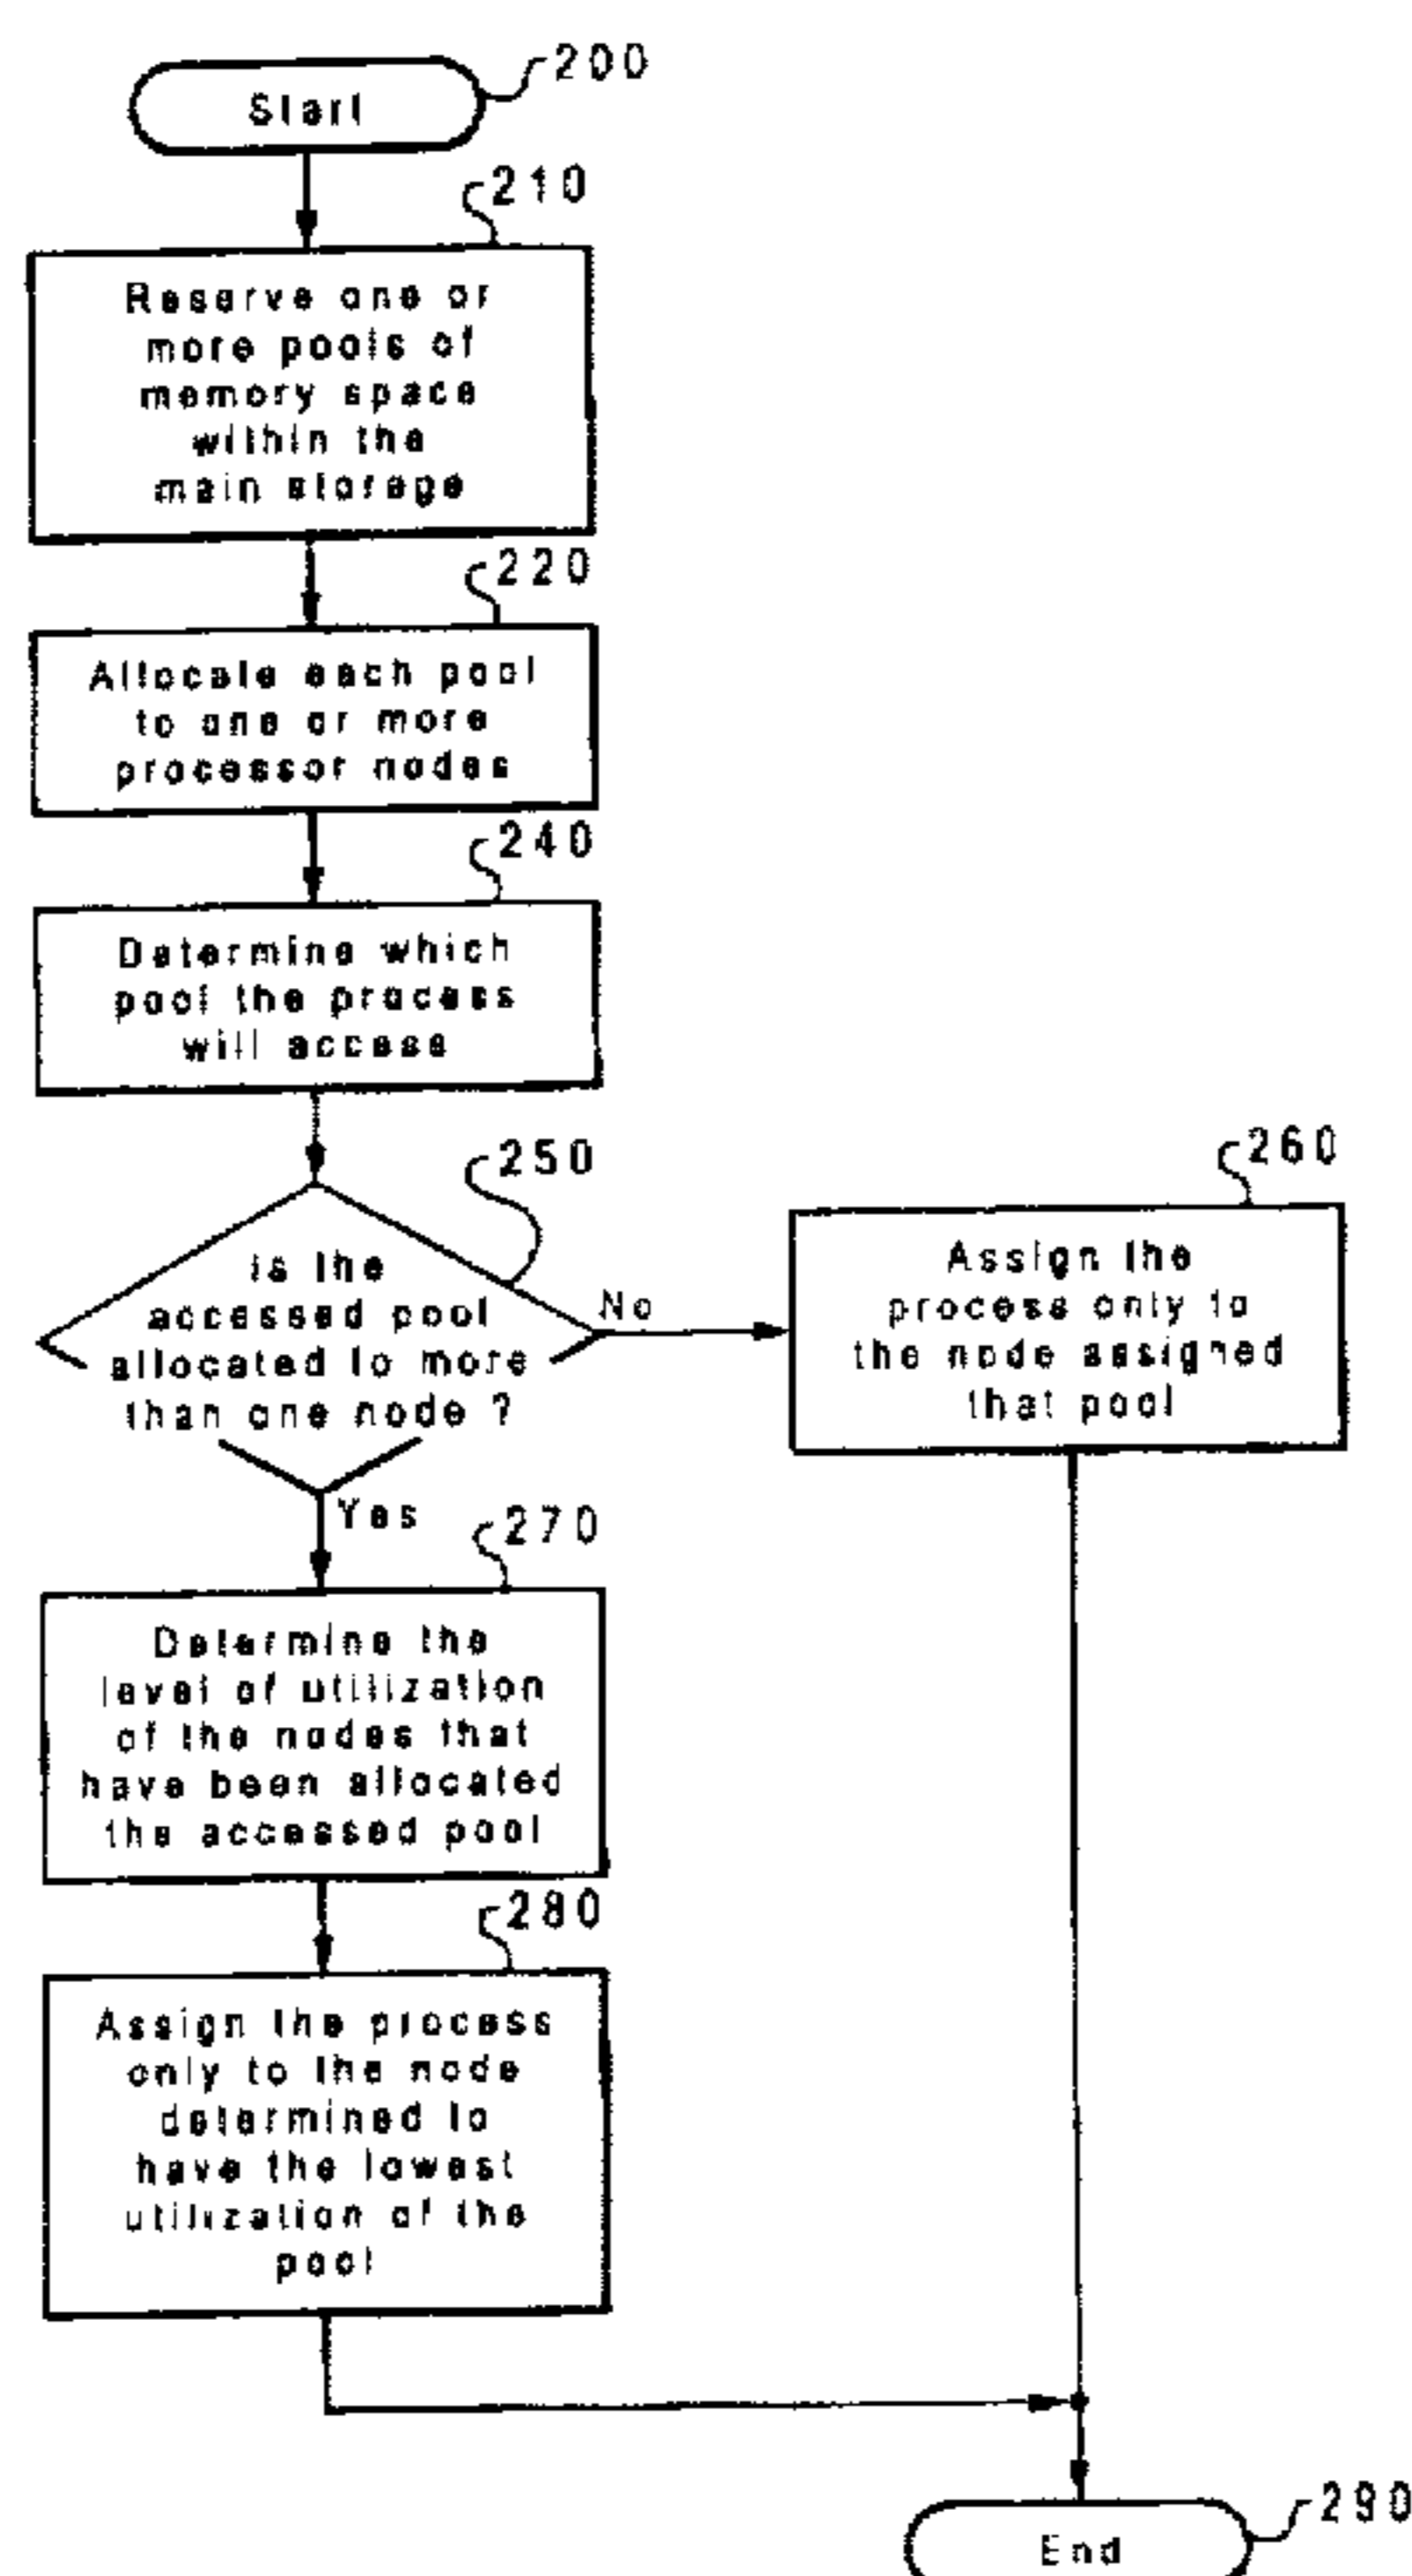 200
Start
210
Reserve one or
more pools of
memory space
within the
main storage
220
Allocate each pool
to one or more
processor nodes
240
Determine which
pool the process
will access
250
Is the
accessed pool
allocated to more
than one node ?
No
260
Assign the
process only to
the node assigned
that pool
Yes
270
Determine the
level of utilization
of the nodes that
have been allocated
the accessed pool
280
Assign the process
only to the node
determined to
have the lowest
utilization of the
pool
290
End